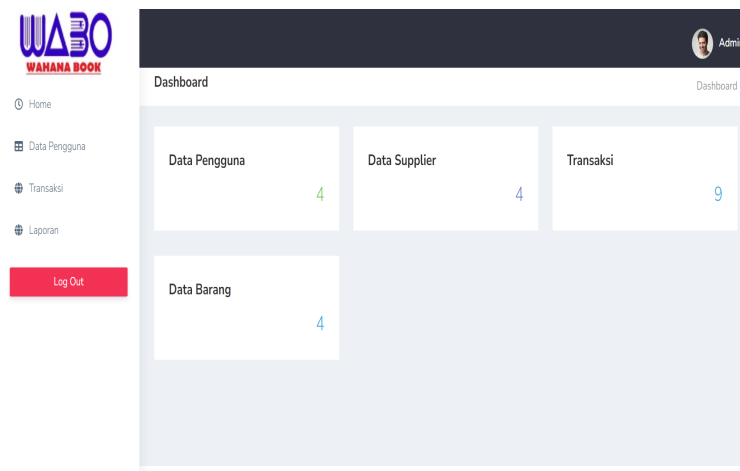 WABO
WAHANA BOOK
Home
Data Pengguna
Transaksi
Laporan
Log Out
Dashboard
Dashboard
Data Pengguna
4
Data Supplier
4
Transaksi
9
Data Barang
4